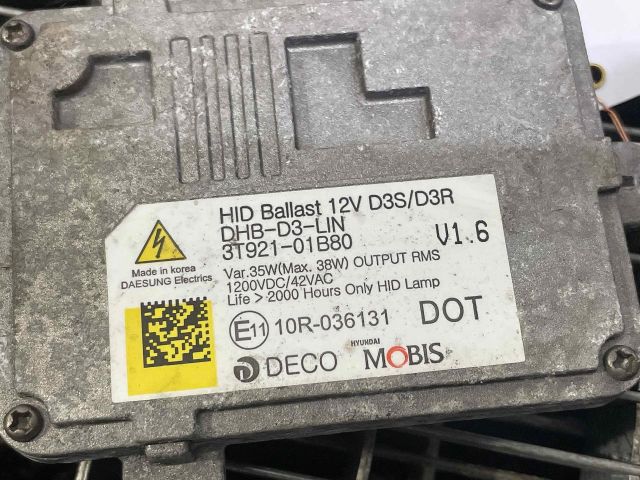 HID Ballast 12V D3S/D3R
DHB-D3-LIN
3T921-01B80
V1.6
Var.35W(Max. 38W) OUTPUT RMS
1200VDC/42VAC
Life > 2000 Hours Only HID Lamp
Made in korea
DAESUNG Electrics
E11 10R-036131 DOT
DECO
HYUNDAI
MOBIS